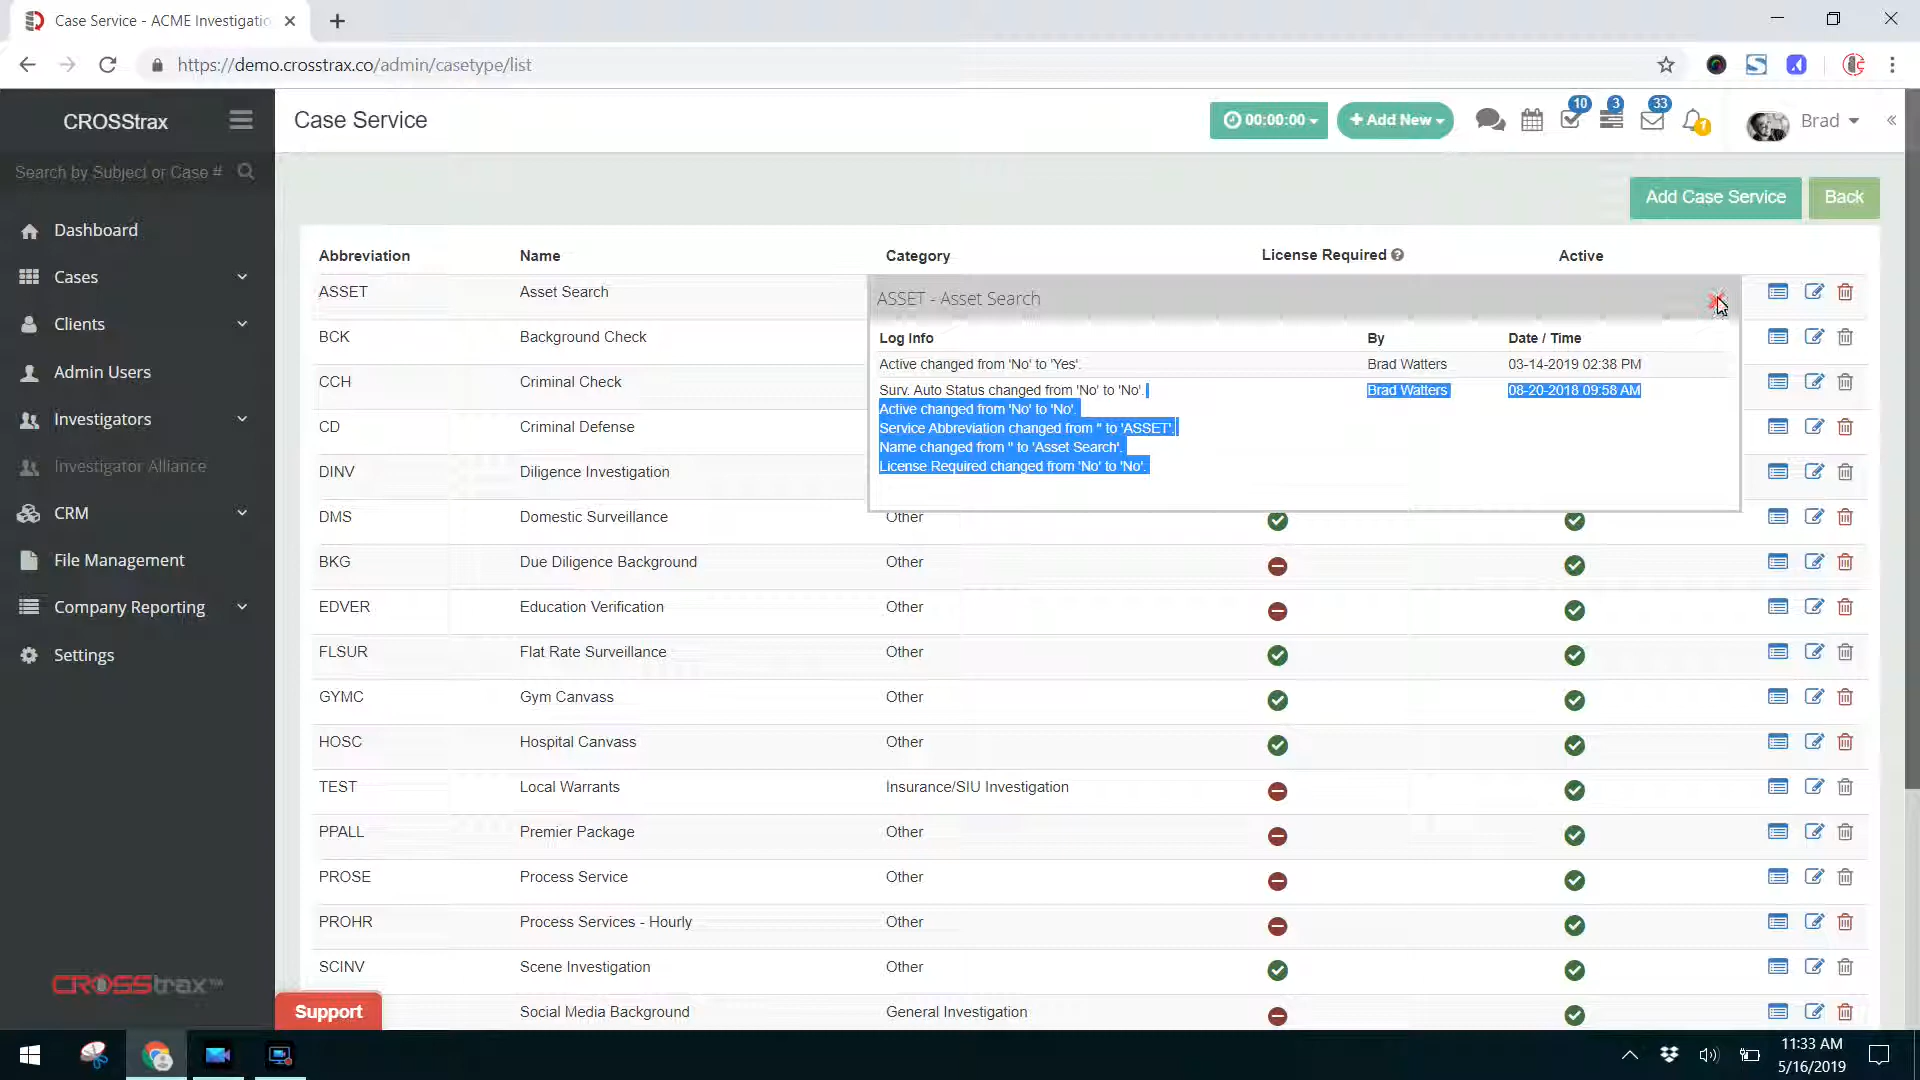 Case Service - ACME Investigatio
https://demo.crosstrax.co/admin/casetype/list
CROSStrax
Case Service
00:00:00
Add New
10
3
33
1
Brad
Search by Subject or Case #
Dashboard
Cases
Clients
Admin Users
Investigators
Investigator Alliance
CRM
File Management
Company Reporting
Settings
CROSStrax™
Support
Add Case Service
Back
Abbreviation Name Category License Required Active
ASSET Asset Search
BCK Background Check
CCH Criminal Check
CD Criminal Defense
DINV Diligence Investigation
DMS Domestic Surveillance Other
BKG Due Diligence Background Other
EDVER Education Verification Other
FLSUR Flat Rate Surveillance Other
GYMC Gym Canvass Other
HOSC Hospital Canvass Other
TEST Local Warrants Insurance/SIU Investigation
PPALL Premier Package Other
PROSE Process Service Other
PROHR Process Services - Hourly Other
SCINV Scene Investigation Other
Social Media Background General Investigation
ASSET - Asset Search
Log Info By Date / Time
Active changed from 'No' to 'Yes'. Brad Watters 03-14-2019 02:38 PM
Surv. Auto Status changed from 'No' to 'No'. Brad Watters 08-20-2018 09:58 AM
Active changed from 'No' to 'No'.
Service Abbreviation changed from '' to 'ASSET'.
Name changed from '' to 'Asset Search'.
License Required changed from 'No' to 'No'.
11:33 AM
5/16/2019